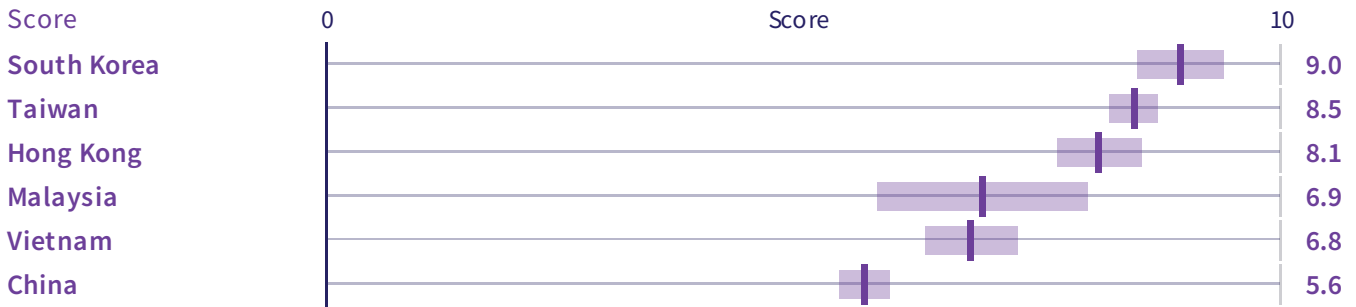 Score 0 Score 10
South Korea 9.0
Taiwan 8.5
Hong Kong 8.1
Malaysia 6.9
Vietnam 6.8
China 5.6